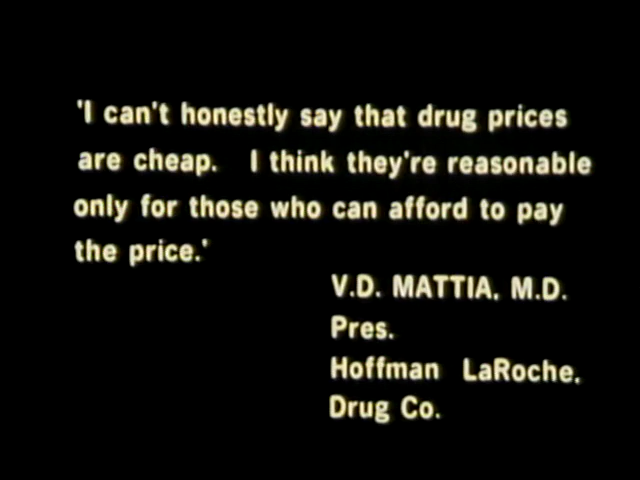 'I can't honestly say that drug prices
are cheap. I think they're reasonable
only for those who can afford to pay
the price.'
V.D. MATTIA, M.D.
Pres.
Hoffman LaRoche,
Drug Co.